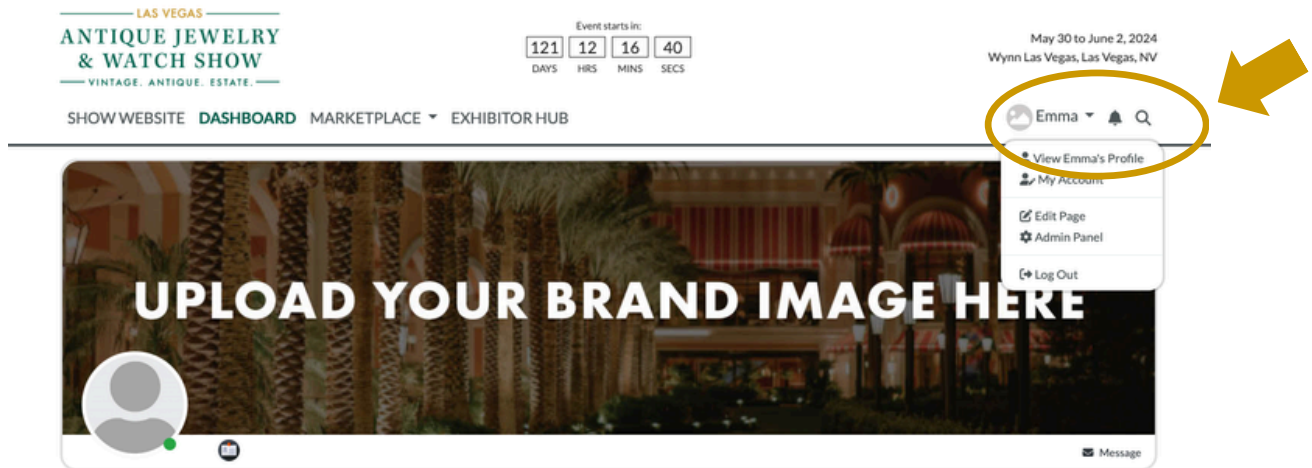 LAS VEGAS
ANTIQUE JEWELRY
& WATCH SHOW
VINTAGE. ANTIQUE. ESTATE.
Event starts in:
121 12 16 40
DAYS HRS MINS SECS
May 30 to June 2, 2024
Wynn Las Vegas, Las Vegas, NV
SHOW WEBSITE DASHBOARD MARKETPLACE EXHIBITOR HUB
Emma
View Emma's Profile
My Account
Edit Page
Admin Panel
Log Out
UPLOAD YOUR BRAND IMAGE HERE
Message